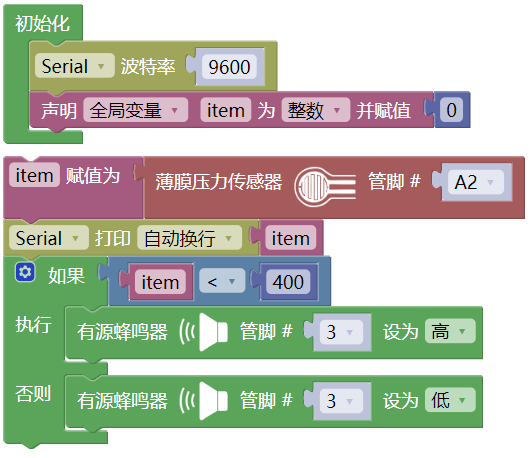 初始化
Serial 波特率 9600
声明 全局变量 item 为 整数 并赋值 0
item 赋值为 薄膜压力传感器 管脚 # A2
Serial 打印 自动换行 item
如果 item < 400
执行 有源蜂鸣器 管脚 # 3 设为 高
否则 有源蜂鸣器 管脚 # 3 设为 低